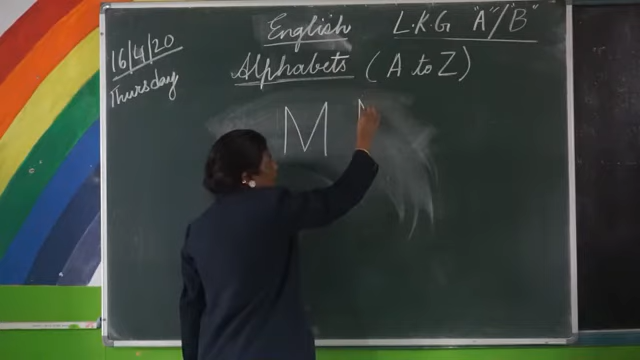 English L.K.G "A"/"B"
16/4/20
Thursday
Alphabets (A to Z)
M